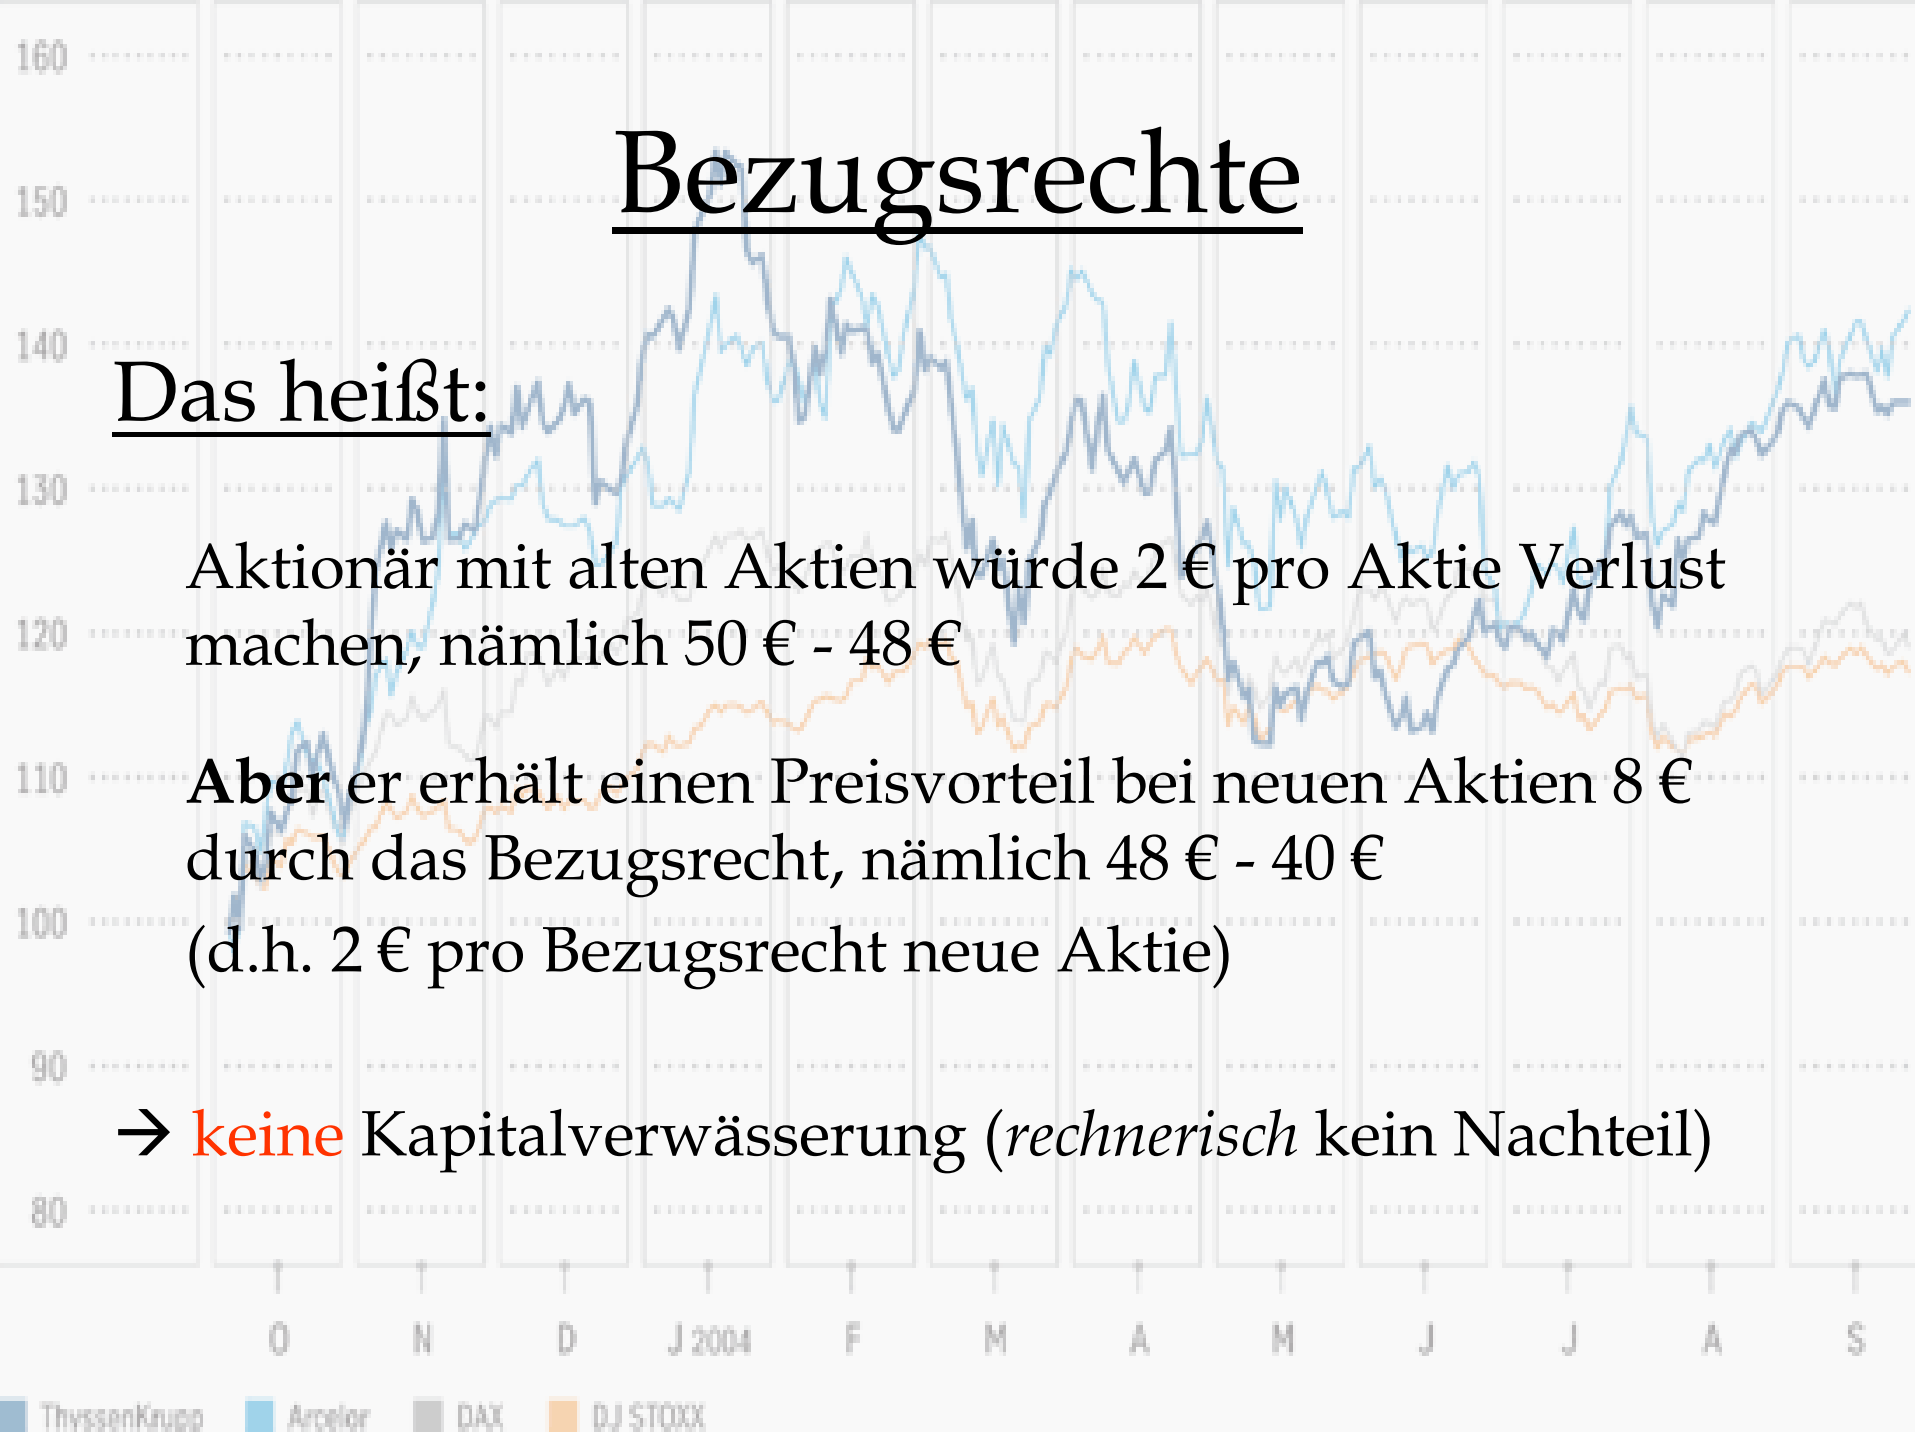 160
150
140
130
120
110
100
90
80
Bezugsrechte
Das heißt:
Aktionär mit alten Aktien würde 2 € pro Aktie Verlust
machen, nämlich 50 € - 48 €
Aber er erhält einen Preisvorteil bei neuen Aktien 8 €
durch das Bezugsrecht, nämlich 48 € - 40 €
(d.h. 2 € pro Bezugsrecht neue Aktie)
→ keine Kapitalverwässerung (rechnerisch kein Nachteil)
O N D J 2004 F M A M J J A S
ThyssenKrupp Arcelor DAX DJ STOXX